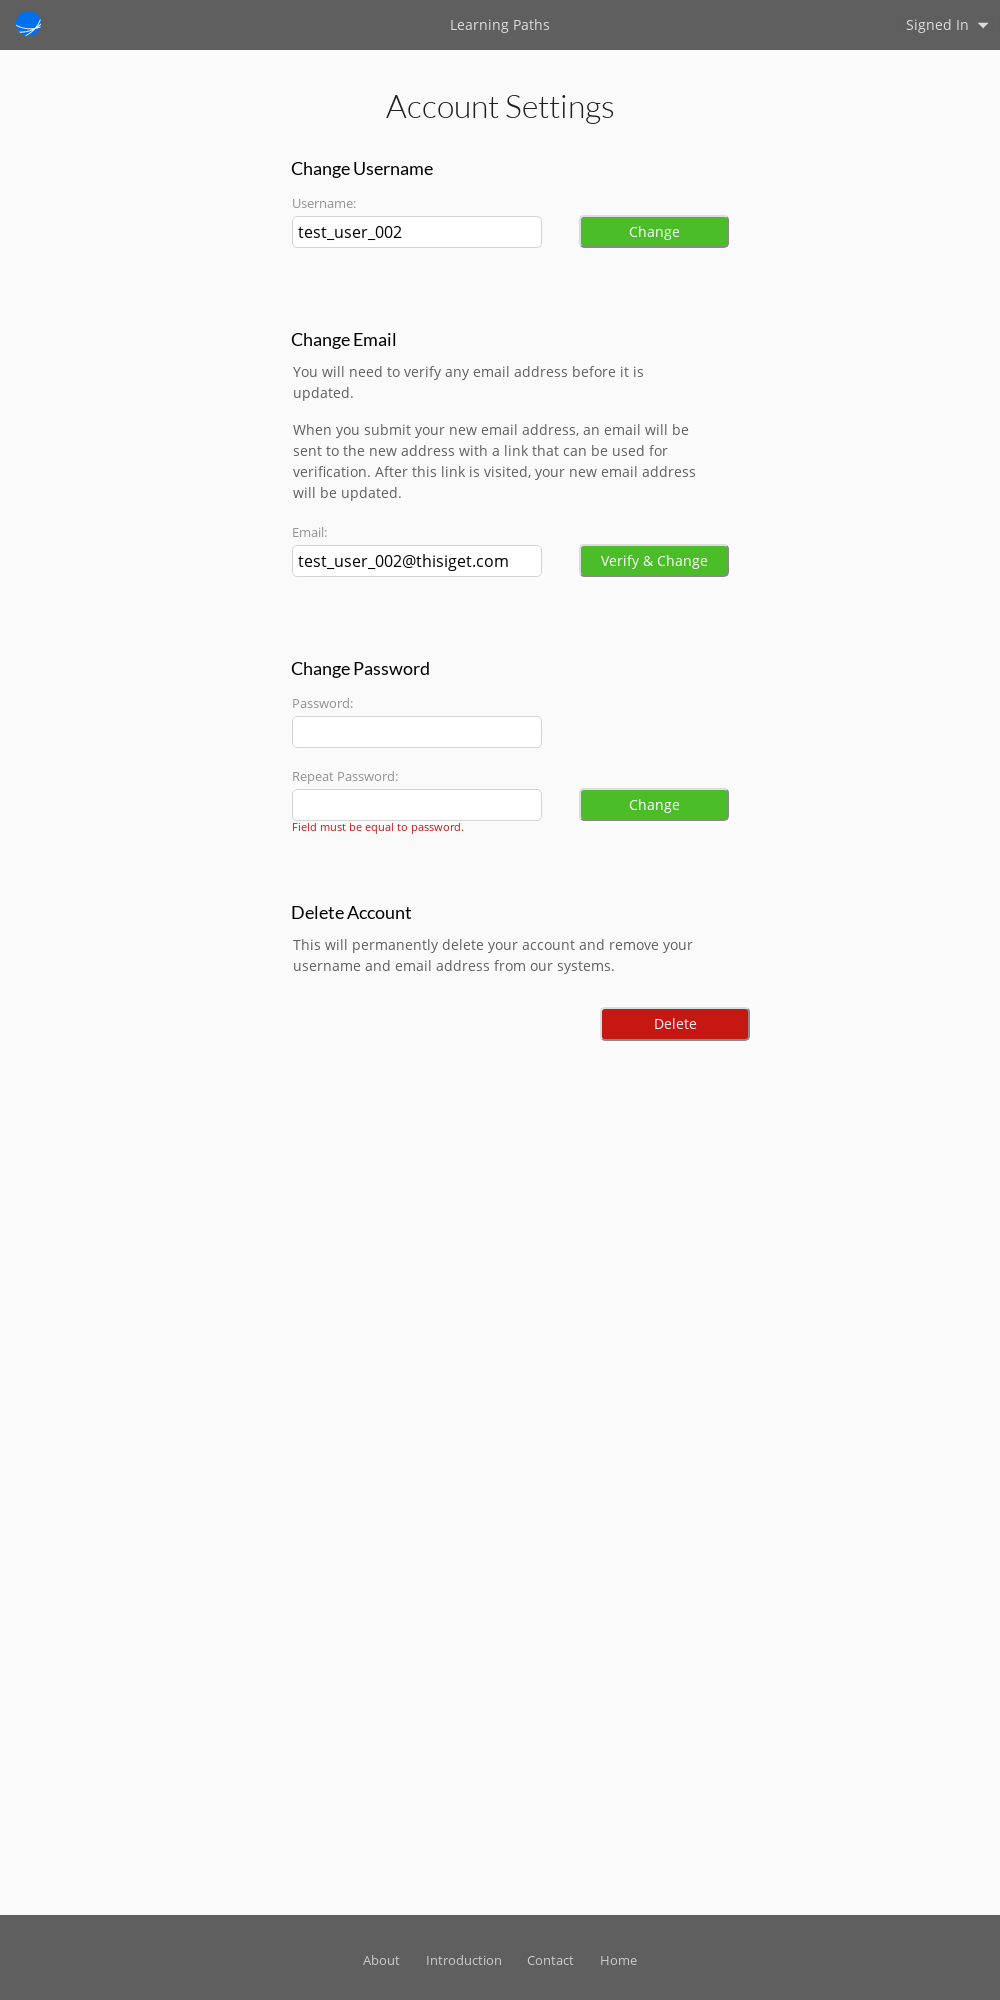 Learning Paths
Signed In
Account Settings
Change Username
Username:
test_user_002
Change
Change Email
You will need to verify any email address before it is
updated.
When you submit your new email address, an email will be
sent to the new address with a link that can be used for
verification. After this link is visited, your new email address
will be updated.
Email:
test_user_002@thisiget.com
Verify & Change
Change Password
Password:
Repeat Password:
Change
Field must be equal to password.
Delete Account
This will permanently delete your account and remove your
username and email address from our systems.
Delete
About Introduction Contact Home